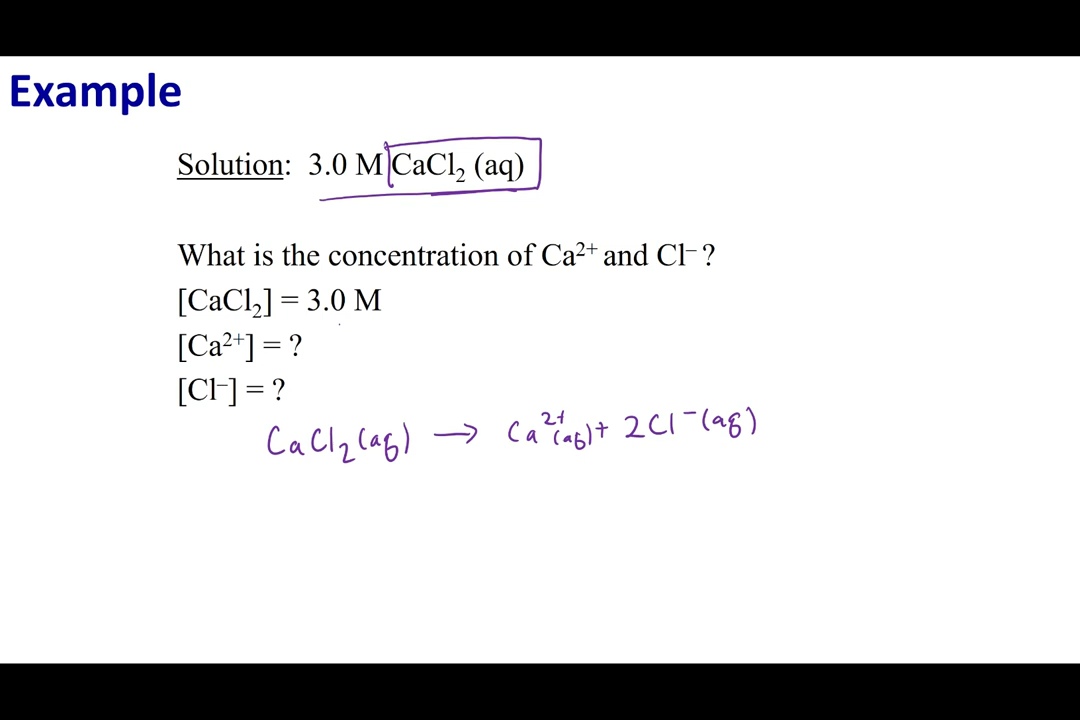 Example
Solution: 3.0 M CaCl₂ (aq)
What is the concentration of Ca²⁺ and Cl⁻ ?
[CaCl₂] = 3.0 M
[Ca²⁺] = ?
[Cl⁻] = ?
CaCl₂(aq) → Ca²⁺(aq) + 2Cl⁻(aq)